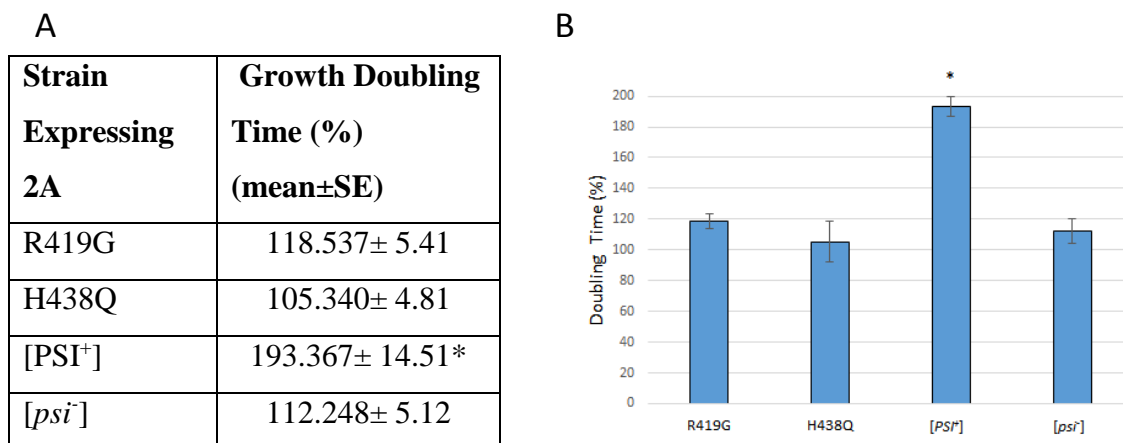 A
Strain Expressing 2A
Growth Doubling Time (%) (mean±SE)
R419G
118.537± 5.41
H438Q
105.340± 4.81
[PSI⁺]
193.367± 14.51*
[psi⁻]
112.248± 5.12
B
*
Doubling Time (%)
200
180
160
140
120
100
80
60
40
20
0
R419G
H438Q
[PSI⁺]
[psi⁻]